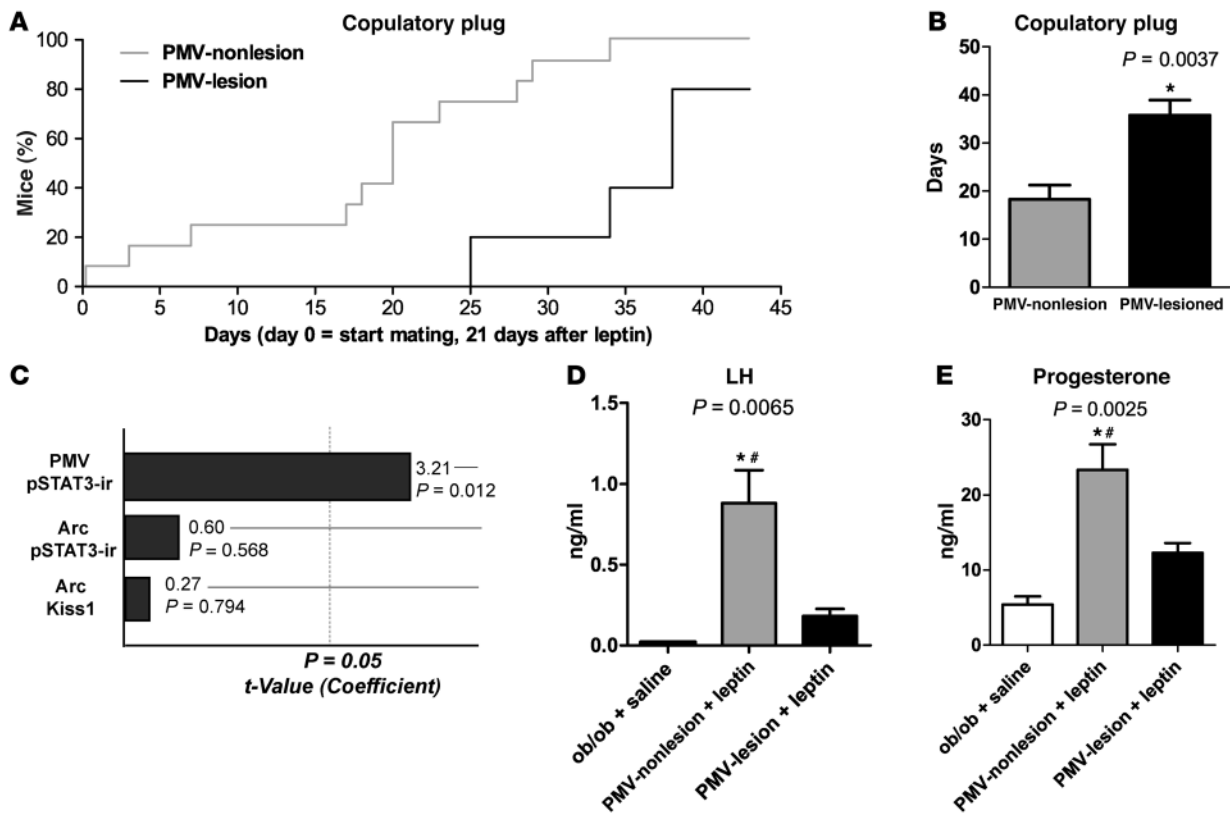 A
Copulatory plug
PMV-nonlesion
PMV-lesion
100
80
60
40
20
0
Mice (%)
0 5 10 15 20 25 30 35 40 45
Days (day 0 = start mating, 21 days after leptin)
B
Copulatory plug
P = 0.0037
*
50
40
30
20
10
0
Days
PMV-nonlesion PMV-lesioned
C
PMV
pSTAT3-ir
3.21
P = 0.012
Arc
pSTAT3-ir
0.60
P = 0.568
Arc
Kiss1
0.27
P = 0.794
P = 0.05
t-Value (Coefficient)
D
LH
P = 0.0065
*#
1.5
1.0
0.5
0.0
ng/ml
ob/ob + saline
PMV-nonlesion + leptin
PMV-lesion + leptin
E
Progesterone
P = 0.0025
*#
30
20
10
0
ng/ml
ob/ob + saline
PMV-nonlesion + leptin
PMV-lesion + leptin